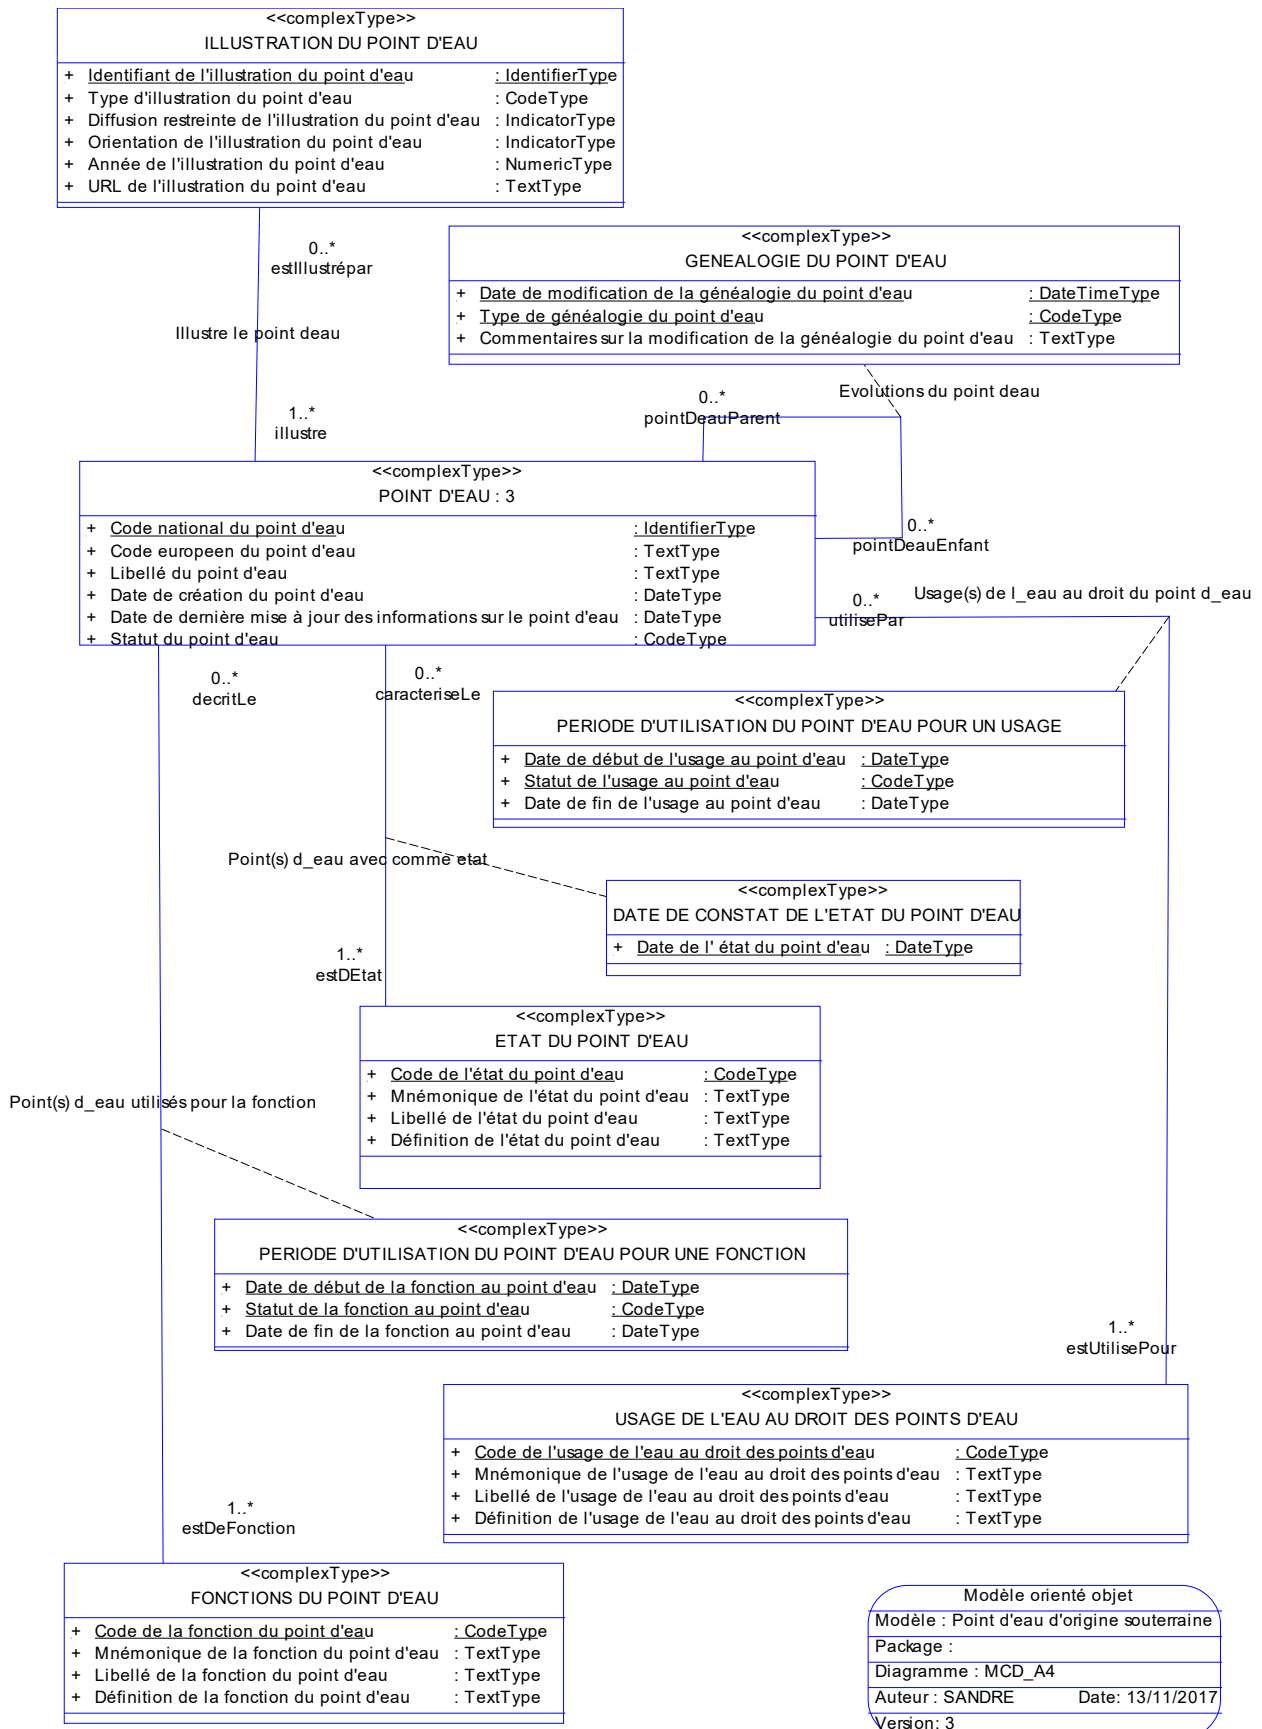 <<complexType>>
ILLUSTRATION DU POINT D'EAU
+ Identifiant de l'illustration du point d'eau : IdentifierType
+ Type d'illustration du point d'eau : CodeType
+ Diffusion restreinte de l'illustration du point d'eau : IndicatorType
+ Orientation de l'illustration du point d'eau : IndicatorType
+ Année de l'illustration du point d'eau : NumericType
+ URL de l'illustration du point d'eau : TextType
0..*
estIllustrépar
Illustre le point deau
1..*
illustre
<<complexType>>
GENEALOGIE DU POINT D'EAU
+ Date de modification de la généalogie du point d'eau : DateTimeType
+ Type de généalogie du point d'eau : CodeType
+ Commentaires sur la modification de la généalogie du point d'eau : TextType
Evolutions du point deau
0..*
pointDeauParent
<<complexType>>
POINT D'EAU : 3
+ Code national du point d'eau : IdentifierType
+ Code europeen du point d'eau : TextType
+ Libellé du point d'eau : TextType
+ Date de création du point d'eau : DateType
+ Date de dernière mise à jour des informations sur le point d'eau : DateType
+ Statut du point d'eau : CodeType
0..*
pointDeauEnfant
Usage(s) de l_eau au droit du point d_eau
0..*
utilisePar
0..*
decritLe
0..*
caracteriseLe
<<complexType>>
PERIODE D'UTILISATION DU POINT D'EAU POUR UN USAGE
+ Date de début de l'usage au point d'eau : DateType
+ Statut de l'usage au point d'eau : CodeType
+ Date de fin de l'usage au point d'eau : DateType
Point(s) d_eau avec comme etat
<<complexType>>
DATE DE CONSTAT DE L'ETAT DU POINT D'EAU
+ Date de l' état du point d'eau : DateType
1..*
estDEtat
<<complexType>>
ETAT DU POINT D'EAU
+ Code de l'état du point d'eau : CodeType
+ Mnémonique de l'état du point d'eau : TextType
+ Libellé de l'état du point d'eau : TextType
+ Définition de l'état du point d'eau : TextType
Point(s) d_eau utilisés pour la fonction
<<complexType>>
PERIODE D'UTILISATION DU POINT D'EAU POUR UNE FONCTION
+ Date de début de la fonction au point d'eau : DateType
+ Statut de la fonction au point d'eau : CodeType
+ Date de fin de la fonction au point d'eau : DateType
1..*
estUtilisePour
<<complexType>>
USAGE DE L'EAU AU DROIT DES POINTS D'EAU
+ Code de l'usage de l'eau au droit des points d'eau : CodeType
+ Mnémonique de l'usage de l'eau au droit des points d'eau : TextType
+ Libellé de l'usage de l'eau au droit des points d'eau : TextType
+ Définition de l'usage de l'eau au droit des points d'eau : TextType
1..*
estDeFonction
<<complexType>>
FONCTIONS DU POINT D'EAU
+ Code de la fonction du point d'eau : CodeType
+ Mnémonique de la fonction du point d'eau : TextType
+ Libellé de la fonction du point d'eau : TextType
+ Définition de la fonction du point d'eau : TextType
Modèle orienté objet
Modèle : Point d'eau d'origine souterraine
Package :
Diagramme : MCD_A4
Auteur : SANDRE Date: 13/11/2017
Version: 3